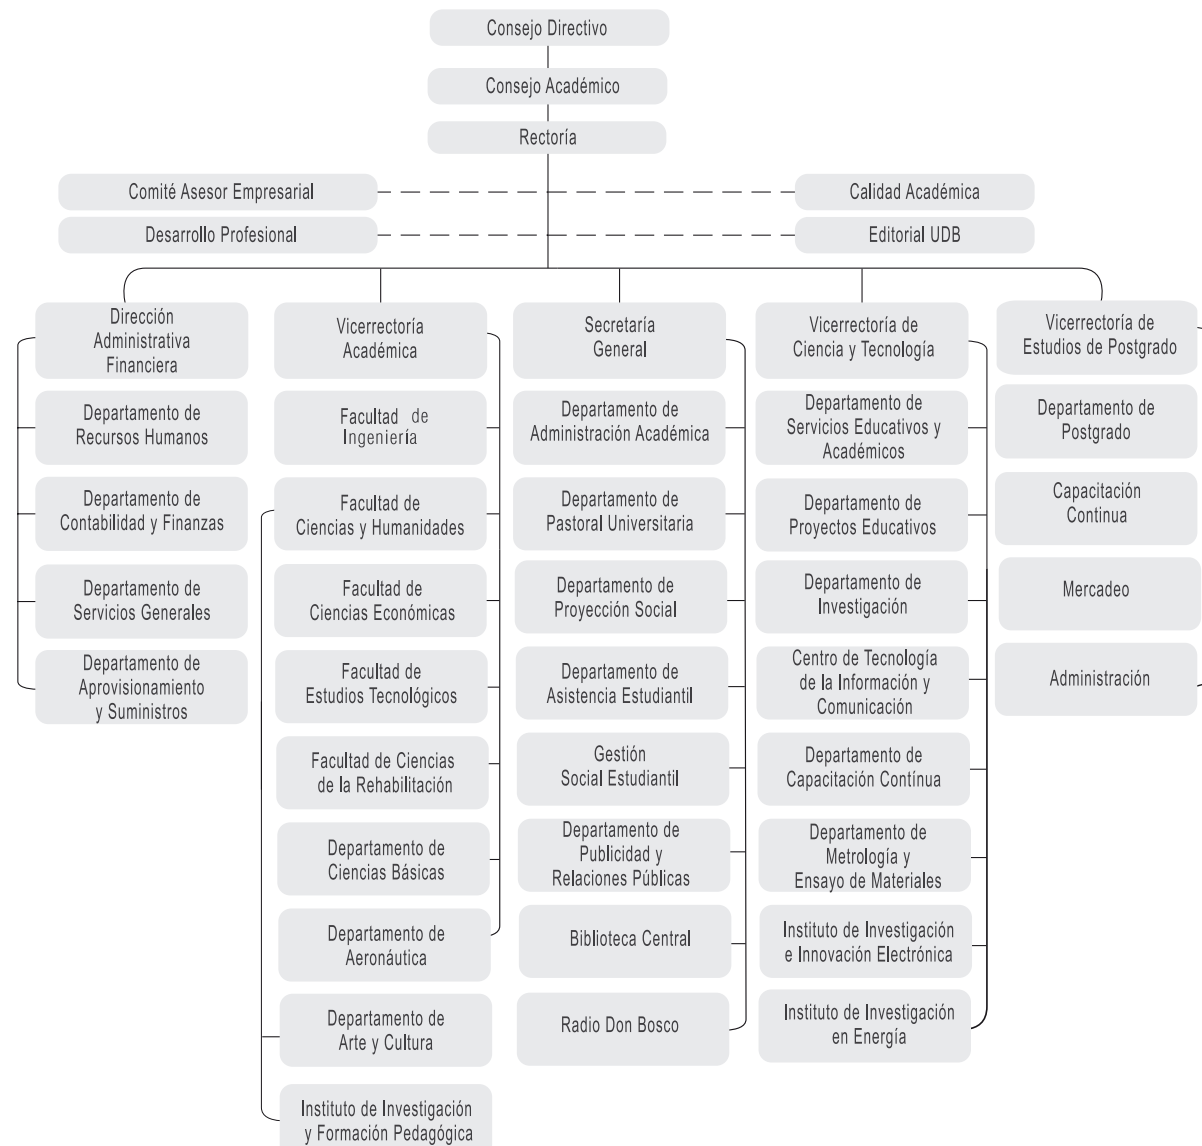 Consejo Directivo
Consejo Académico
Rectoría
Comité Asesor Empresarial
Calidad Académica
Desarrollo Profesional
Editorial UDB
Dirección
Administrativa
Financiera
Departamento de
Recursos Humanos
Departamento de
Contabilidad y Finanzas
Departamento de
Servicios Generales
Departamento de
Aprovisionamiento
y Suministros
Vicerrectoría
Académica
Facultad de
Ingeniería
Facultad de
Ciencias y Humanidades
Facultad de
Ciencias Económicas
Facultad de
Estudios Tecnológicos
Facultad de Ciencias
de la Rehabilitación
Departamento de
Ciencias Básicas
Departamento de
Aeronáutica
Departamento de
Arte y Cultura
Instituto de Investigación
y Formación Pedagógica
Secretaría
General
Departamento de
Administración Académica
Departamento de
Pastoral Universitaria
Departamento de
Proyección Social
Departamento de
Asistencia Estudiantil
Gestión
Social Estudiantil
Departamento de
Publicidad y
Relaciones Públicas
Biblioteca Central
Radio Don Bosco
Vicerrectoría de
Ciencia y Tecnología
Departamento de
Servicios Educativos y
Académicos
Departamento de
Proyectos Educativos
Departamento de
Investigación
Centro de Tecnología
de la Información y
Comunicación
Departamento de
Capacitación Contínua
Departamento de
Metrología y
Ensayo de Materiales
Instituto de Investigación
e Innovación Electrónica
Instituto de Investigación
en Energía
Vicerrectoría de
Estudios de Postgrado
Departamento de
Postgrado
Capacitación
Continua
Mercadeo
Administración